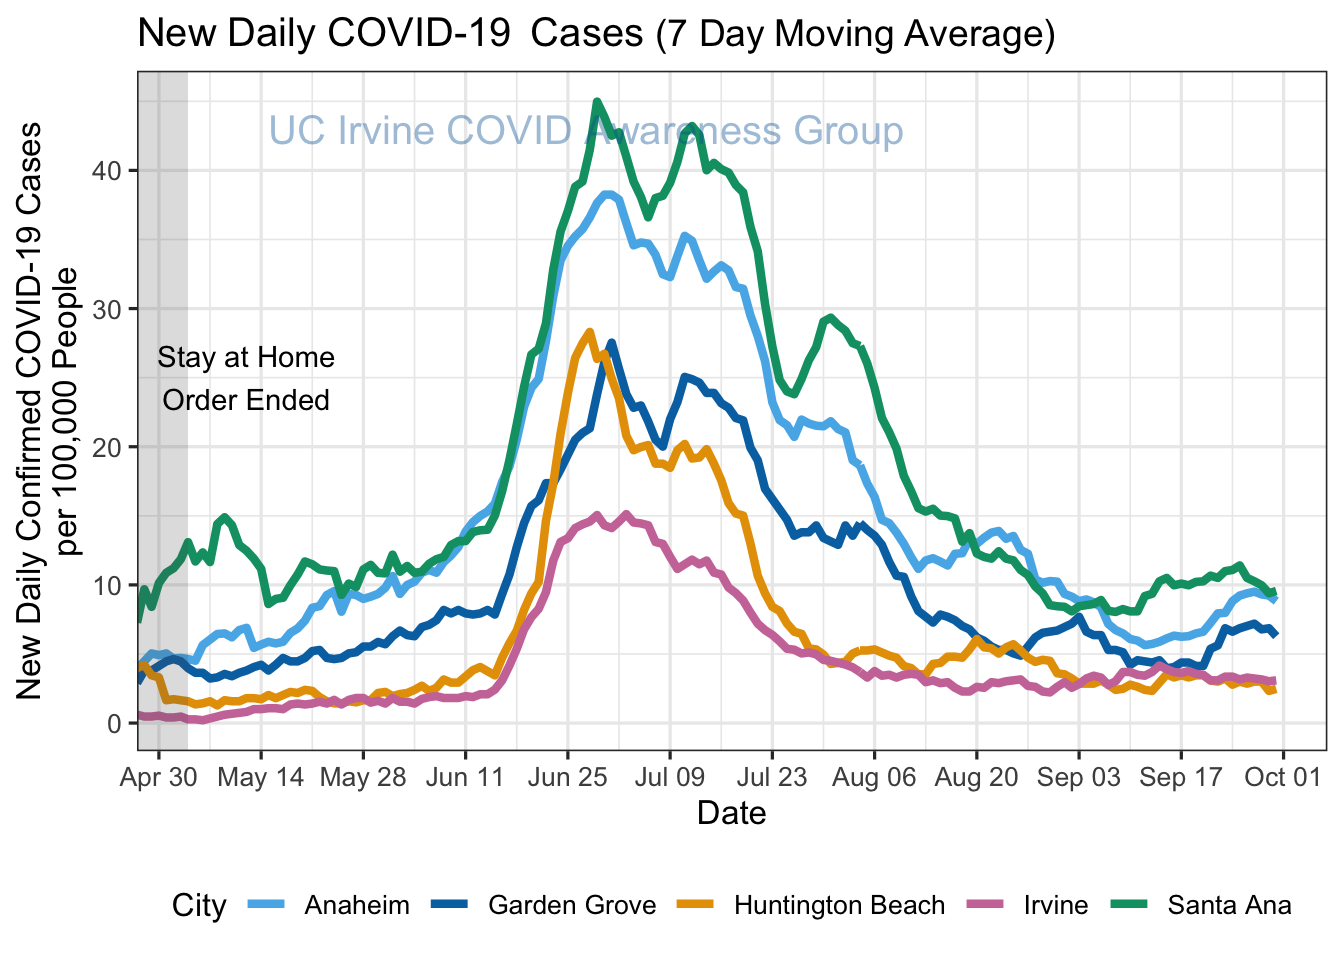 New Daily COVID-19 Cases (7 Day Moving Average)
UC Irvine COVID Awareness Group
New Daily Confirmed COVID-19 Cases
per 100,000 People
40
30
20
10
0
Stay at Home
Order Ended
Apr 30 May 14 May 28 Jun 11 Jun 25 Jul 09 Jul 23 Aug 06 Aug 20 Sep 03 Sep 17 Oct 01
Date
City Anaheim Garden Grove Huntington Beach Irvine Santa Ana